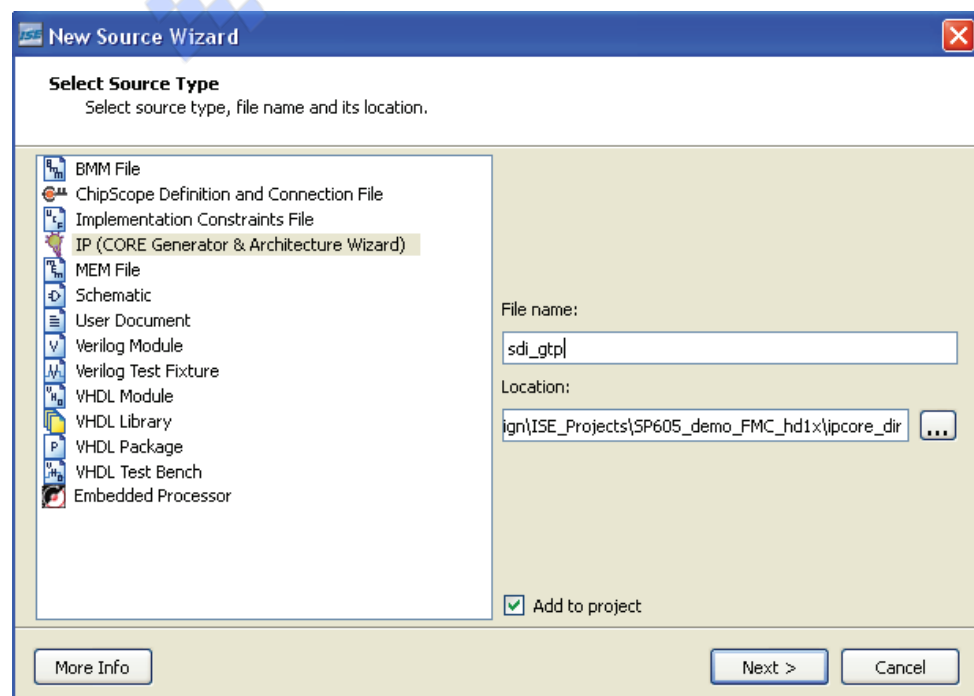 ISE New Source Wizard
Select Source Type
Select source type, file name and its location.
BMM File
ChipScope Definition and Connection File
Implementation Constraints File
IP (CORE Generator & Architecture Wizard)
MEM File
Schematic
User Document
Verilog Module
Verilog Test Fixture
VHDL Module
VHDL Library
VHDL Package
VHDL Test Bench
Embedded Processor
File name:
sdi_gtp
Location:
ign\ISE_Projects\SP605_demo_FMC_hd1x\ipcore_dir ...
Add to project
More Info
Next >
Cancel